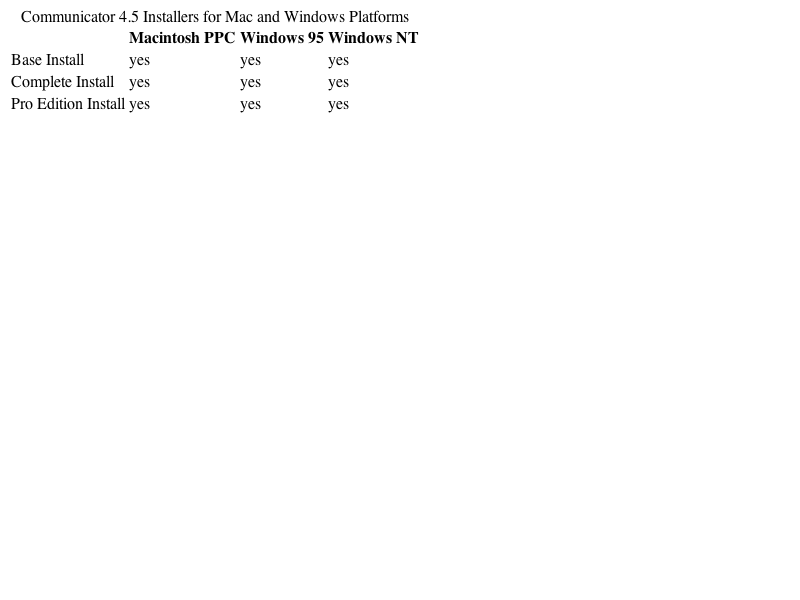 Communicator 4.5 Installers for Mac and Windows Platforms
Macintosh PPC Windows 95 Windows NT
Base Install yes yes yes
Complete Install yes yes yes
Pro Edition Install yes yes yes